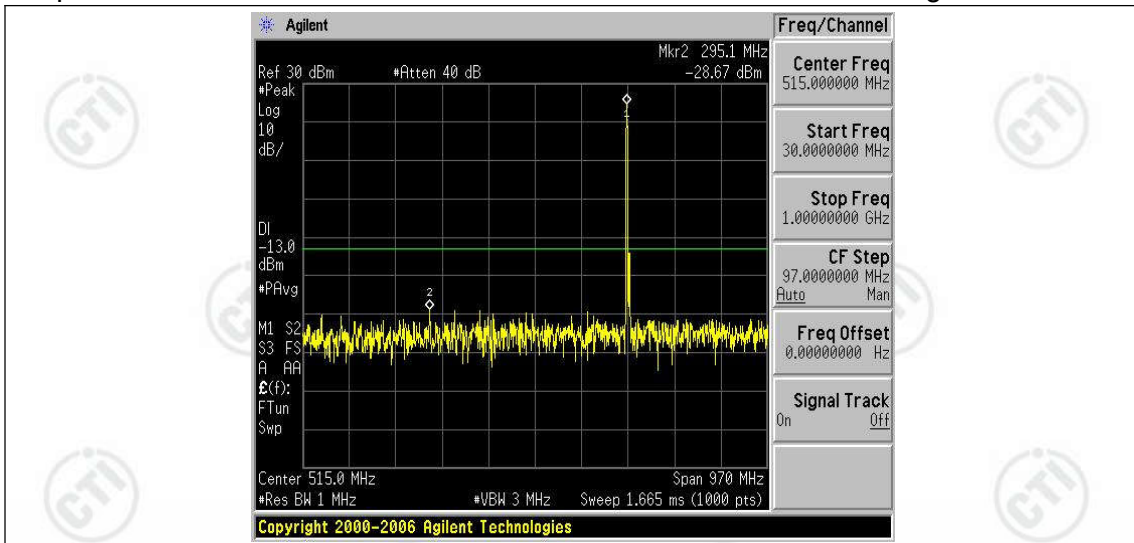 Agilent
Freq/Channel
Mkr2 295.1 MHz
Ref 30 dBm #Atten 40 dB -28.67 dBm
#Peak
Log
10
dB/
1
DI
-13.0
dBm
#PAvg
2
M1 S2
S3 FS
A AA
£(f):
FTun
Swp
Center 515.0 MHz Span 970 MHz
#Res BW 1 MHz #VBW 3 MHz Sweep 1.665 ms (1000 pts)
Copyright 2000-2006 Agilent Technologies
Center Freq
515.000000 MHz
Start Freq
30.0000000 MHz
Stop Freq
1.00000000 GHz
CF Step
97.0000000 MHz
Auto Man
Freq Offset
0.00000000 Hz
Signal Track
On Off
CTI
CTI
CTI
CTI